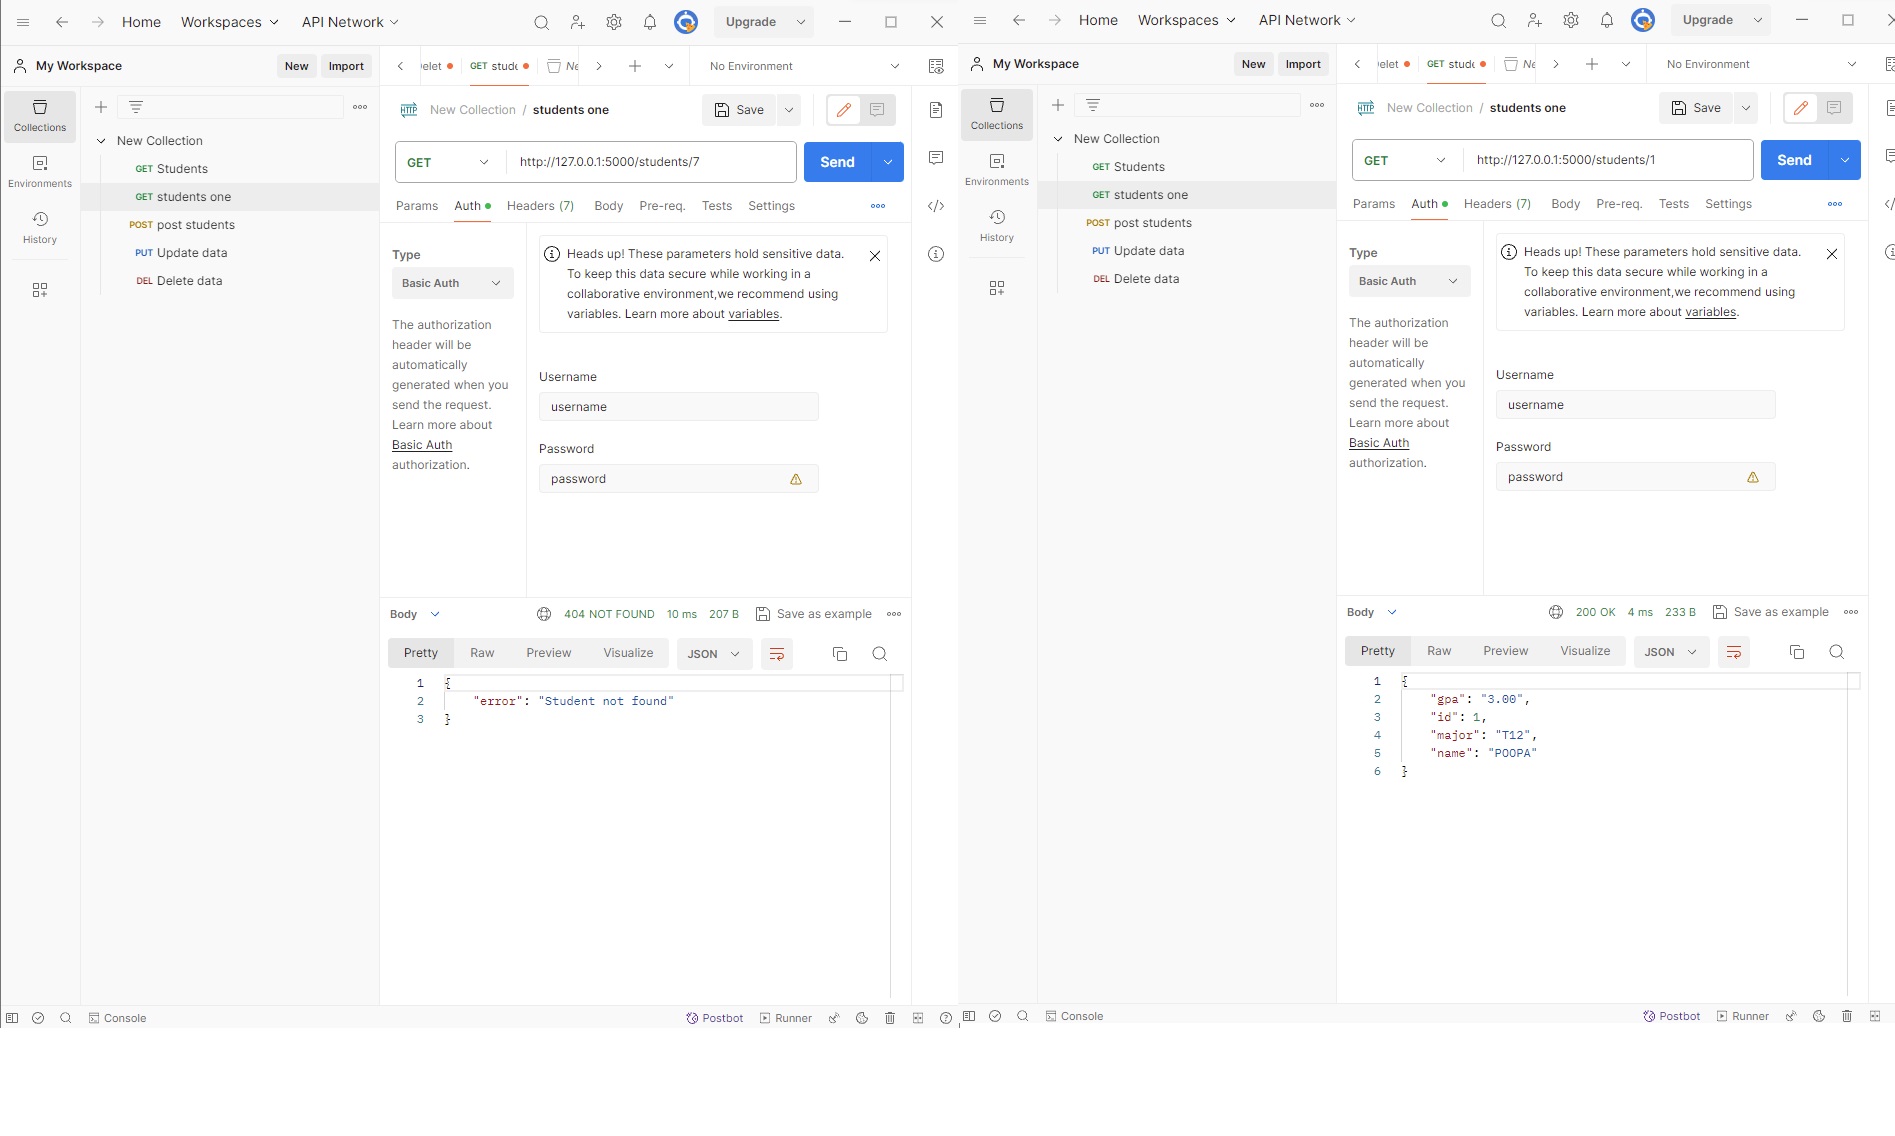 Home Workspaces API Network Upgrade
My Workspace New Import elet GET stude Ne No Environment
Collections
Environments
History
New Collection
GET Students
GET students one
POST post students
PUT Update data
DEL Delete data
HTTP New Collection / students one Save
GET http://127.0.0.1:5000/students/7 Send
Params Auth Headers (7) Body Pre-req. Tests Settings
Type
Basic Auth
The authorization
header will be
automatically
generated when you
send the request.
Learn more about
Basic Auth
authorization.
Heads up! These parameters hold sensitive data.
To keep this data secure while working in a
collaborative environment,we recommend using
variables. Learn more about variables.
Username
username
Password
password
Body 404 NOT FOUND 10 ms 207 B Save as example
Pretty Raw Preview Visualize JSON
1 {
2 "error": "Student not found"
3 }
Console Postbot Runner
Home Workspaces API Network Upgrade
My Workspace New Import elet GET stude Ne No Environment
Collections
Environments
History
New Collection
GET Students
GET students one
POST post students
PUT Update data
DEL Delete data
HTTP New Collection / students one Save
GET http://127.0.0.1:5000/students/1 Send
Params Auth Headers (7) Body Pre-req. Tests Settings
Type
Basic Auth
The authorization
header will be
automatically
generated when you
send the request.
Learn more about
Basic Auth
authorization.
Heads up! These parameters hold sensitive data.
To keep this data secure while working in a
collaborative environment,we recommend using
variables. Learn more about variables.
Username
username
Password
password
Body 200 OK 4 ms 233 B Save as example
Pretty Raw Preview Visualize JSON
1 {
2 "gpa": "3.00",
3 "id": 1,
4 "major": "T12",
5 "name": "POOPA"
6 }
Console Postbot Runner